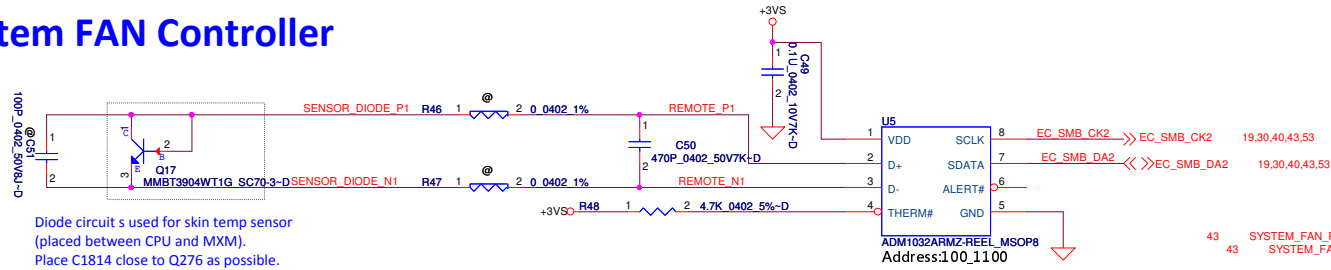 tem FAN Controller
+3VS
1
C49
0.1U_0402_10V7K~D
2
100P_0402_50V8J~D
@C51
1
2
1
C
2
B
E
3
Q17
MMBT3904WT1G_SC70-3~D
SENSOR_DIODE_P1
R46
1
@
2
0_0402_1%
REMOTE_P1
1
C50
470P_0402_50V7K~D
2
SENSOR_DIODE_N1
R47
1
@
2
0_0402_1%
REMOTE_N1
+3VS
R48
1
2
4.7K_0402_5%~D
U5
1 VDD
2 D+
3 D-
4 THERM#
SCLK 8
SDATA 7
ALERT# 6
GND 5
ADM1032ARMZ-REEL_MSOP8
Address:100_1100
EC_SMB_CK2
EC_SMB_CK2
19,30,40,43,53
EC_SMB_DA2
EC_SMB_DA2
19,30,40,43,53
43 SYSTEM_FAN_
43 SYSTEM_FA
Diode circuit s used for skin temp sensor
(placed between CPU and MXM).
Place C1814 close to Q276 as possible.